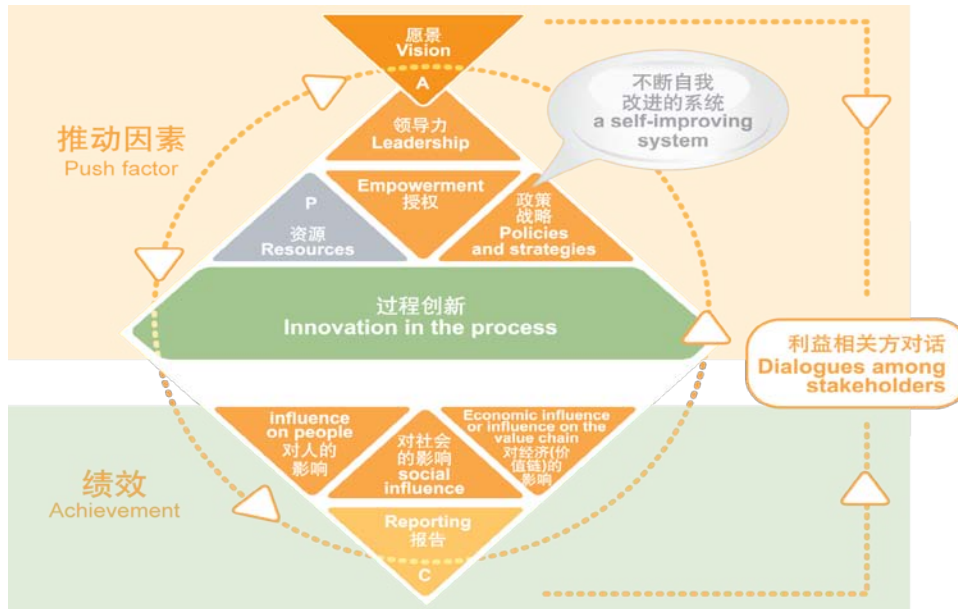 愿景
Vision
A
不断自我
改进的系统
a self-improving
system
推动因素
Push factor
领导力
Leadership
Empowerment
授权
P
资源
Resources
政策
战略
Policies
and strategies
过程创新
Innovation in the process
利益相关方对话
Dialogues among
stakeholders
influence
on people
对人的
影响
对社会
的影响
social
influence
Economic influence
or influence on the
value chain
对经济(价
值链)的
影响
绩效
Achievement
Reporting
报告
C